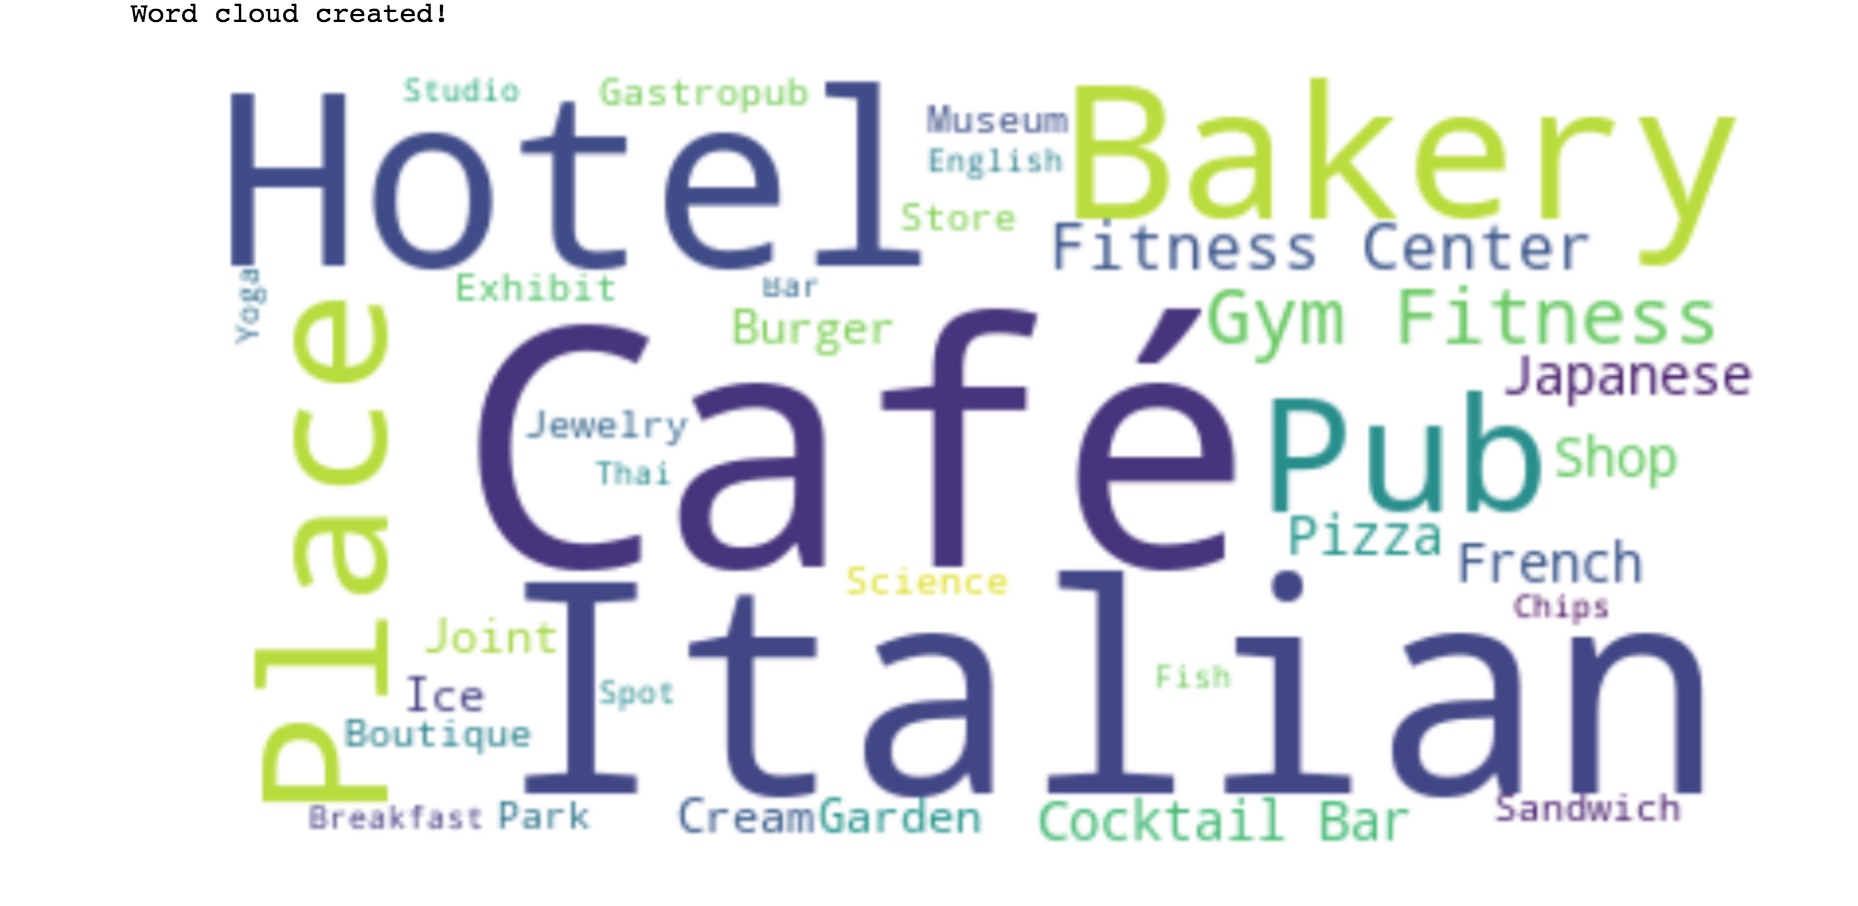 Word cloud created!
Hotel
Studio
Gastropub
Museum
English
Store
Bakery
Fitness Center
Yoga
Exhibit
Bar
Burger
Gym Fitness
Place
Café
Japanese
Jewelry
Thai
Pub
Shop
Pizza
French
Science
Chips
Italian
Joint
Ice
Spot
Fish
Boutique
Breakfast
Park
Cream
Garden
Cocktail Bar
Sandwich